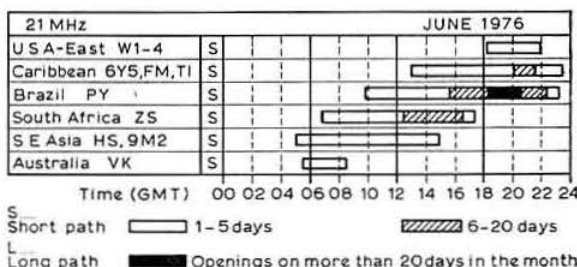 21 MHz JUNE 1976
USA-East W1-4 S
Caribbean 6Y5,FM,TI S
Brazil PY S
South Africa ZS S
S E Asia HS,9M2 S
Australia VK S
Time (GMT) 00 02 04 06 08 10 12 14 16 18 20 22 24
S
Short path 1-5 days 6-20 days
L
Long path Openings on more than 20 days in the month